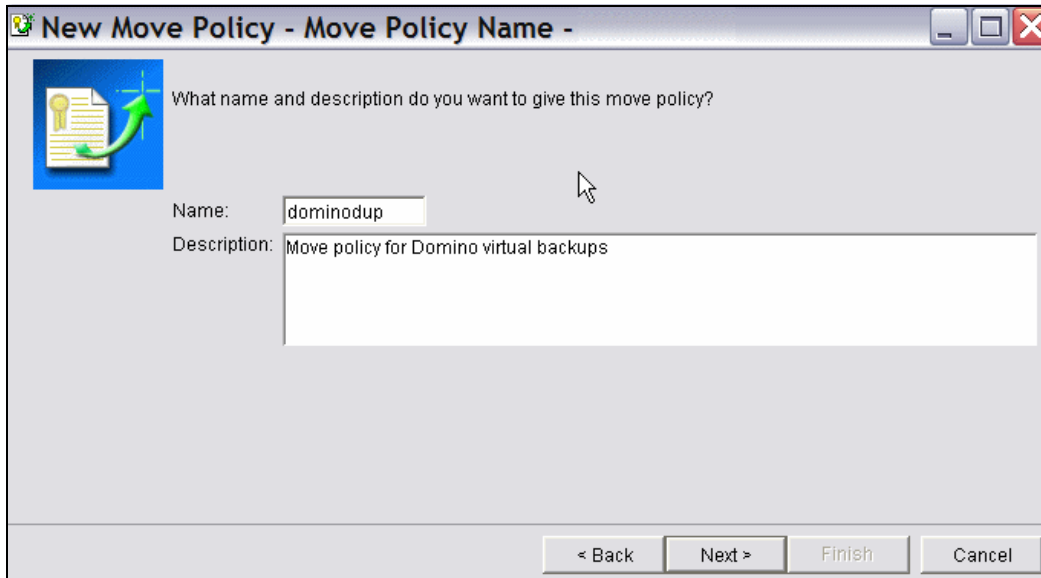 New Move Policy - Move Policy Name -
What name and description do you want to give this move policy?
Name: dominodup
Description: Move policy for Domino virtual backups
< Back Next > Finish Cancel